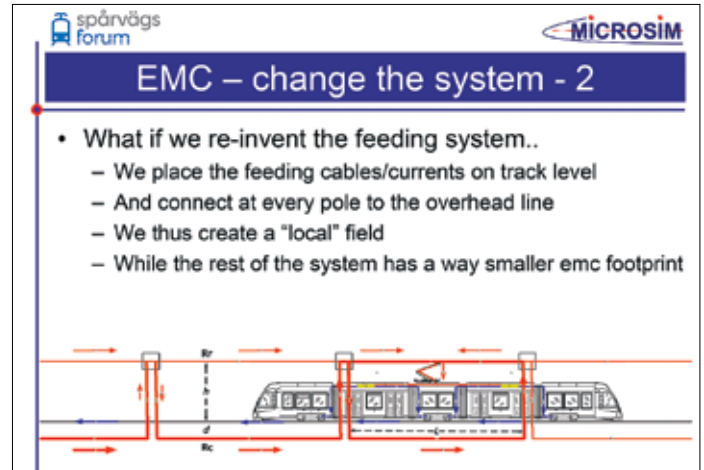 spårvägs
forum
MICROSIM
EMC – change the system - 2
• What if we re-invent the feeding system..
– We place the feeding cables/currents on track level
– And connect at every pole to the overhead line
– We thus create a “local” field
– While the rest of the system has a way smaller emc footprint
Rr
h
d
Rc